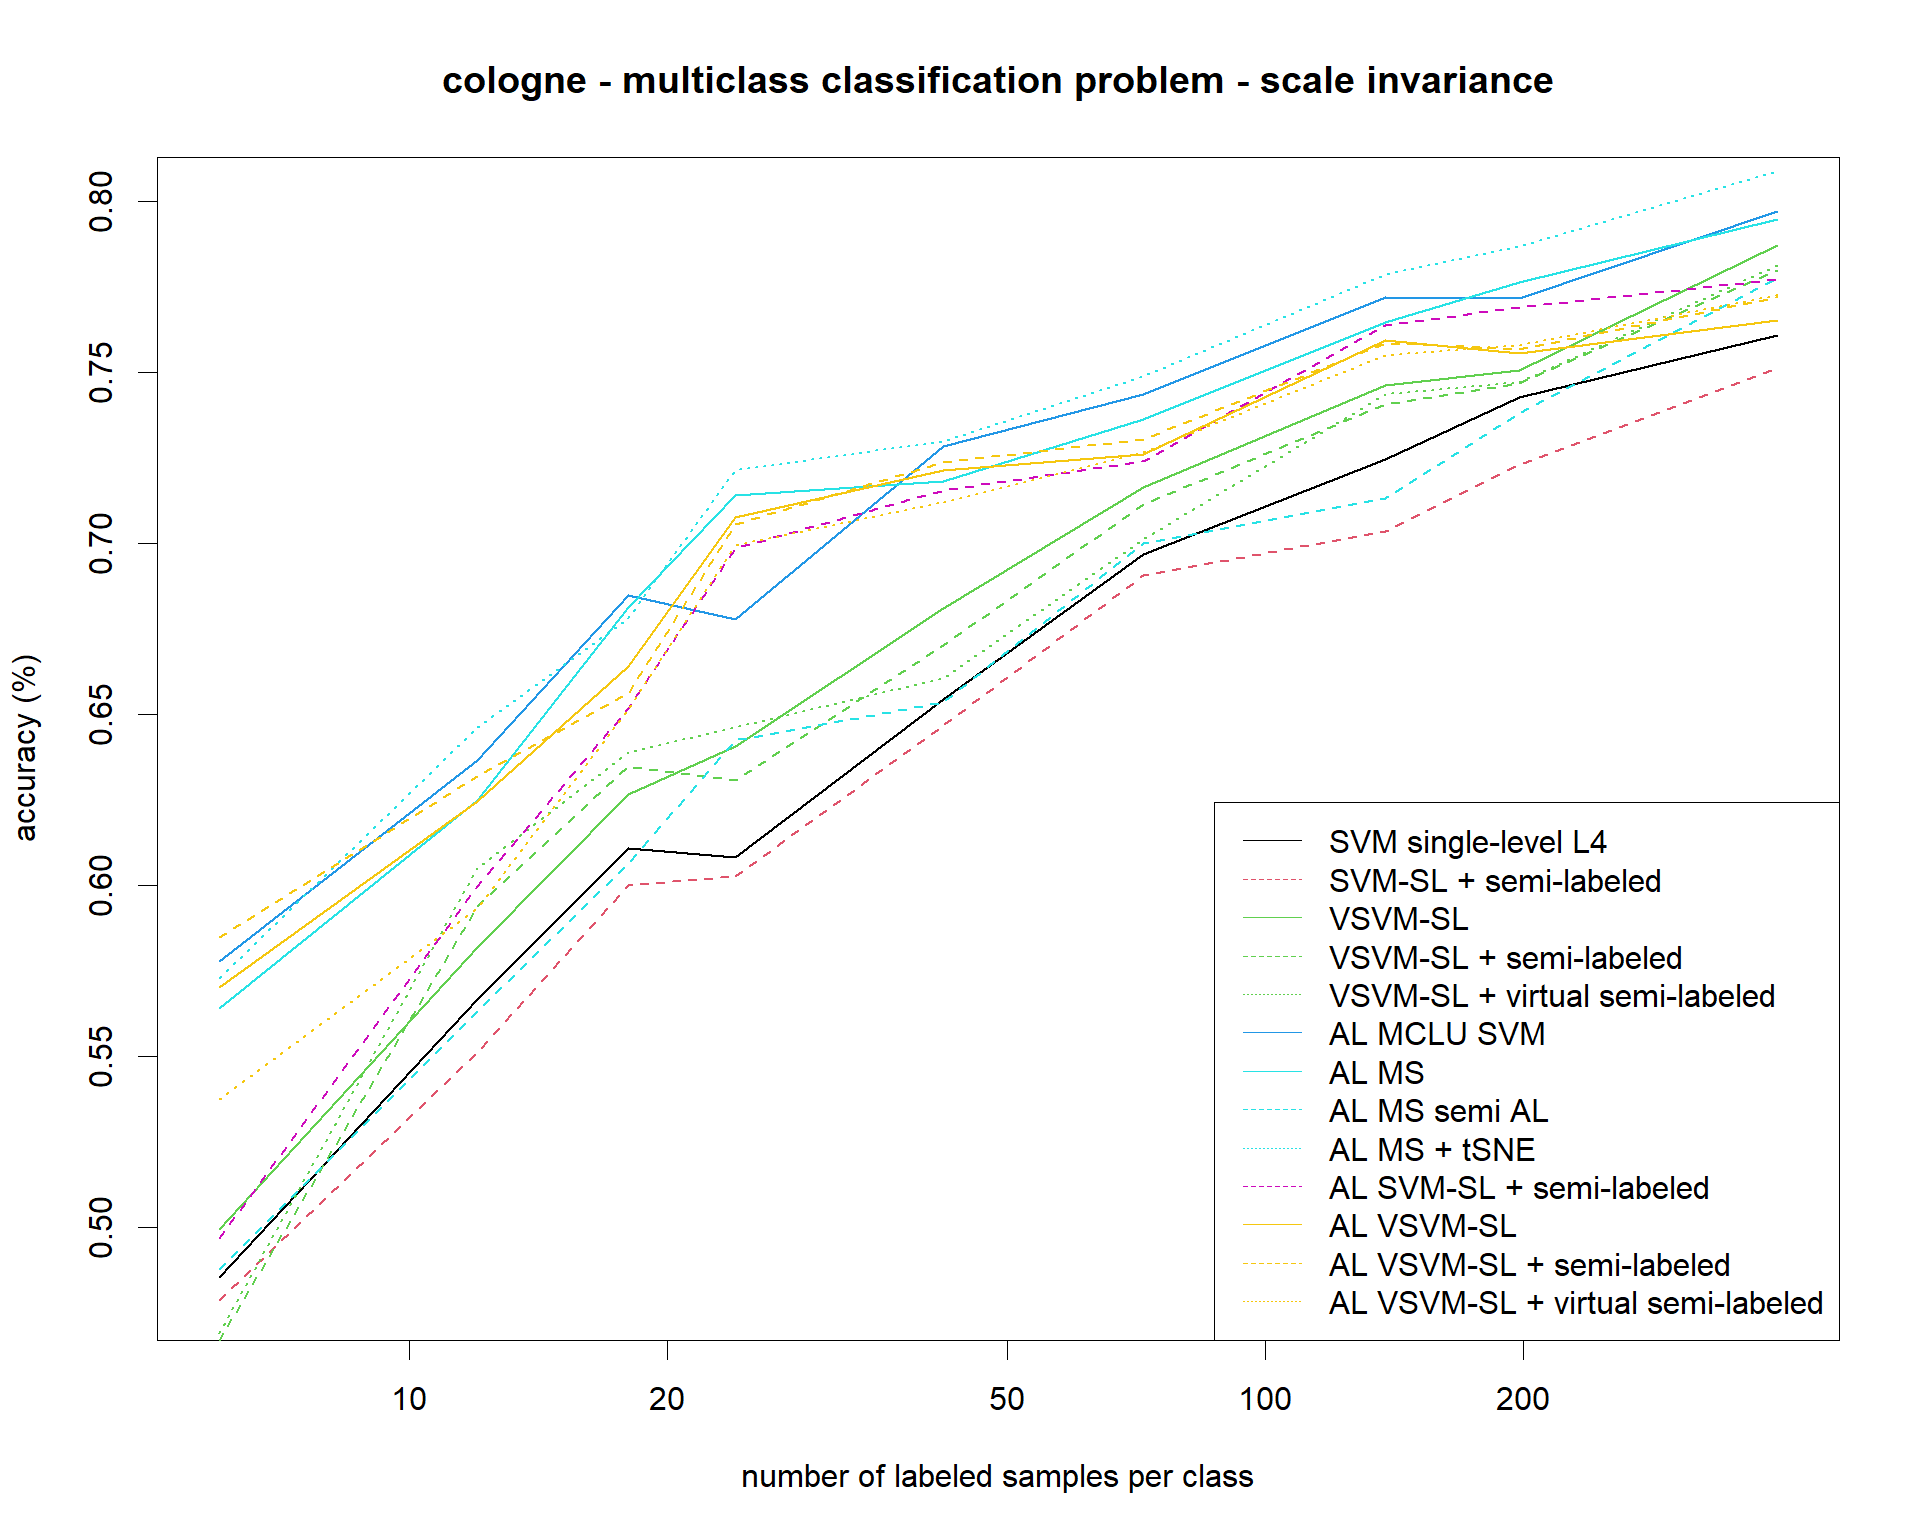 cologne - multiclass classification problem - scale invariance
0.80
0.75
0.70
0.65
0.60
0.55
0.50
accuracy (%)
SVM single-level L4
SVM-SL + semi-labeled
VSVM-SL
VSVM-SL + semi-labeled
VSVM-SL + virtual semi-labeled
AL MCLU SVM
AL MS
AL MS semi AL
AL MS + tSNE
AL SVM-SL + semi-labeled
AL VSVM-SL
AL VSVM-SL + semi-labeled
AL VSVM-SL + virtual semi-labeled
10 20 50 100 200
number of labeled samples per class